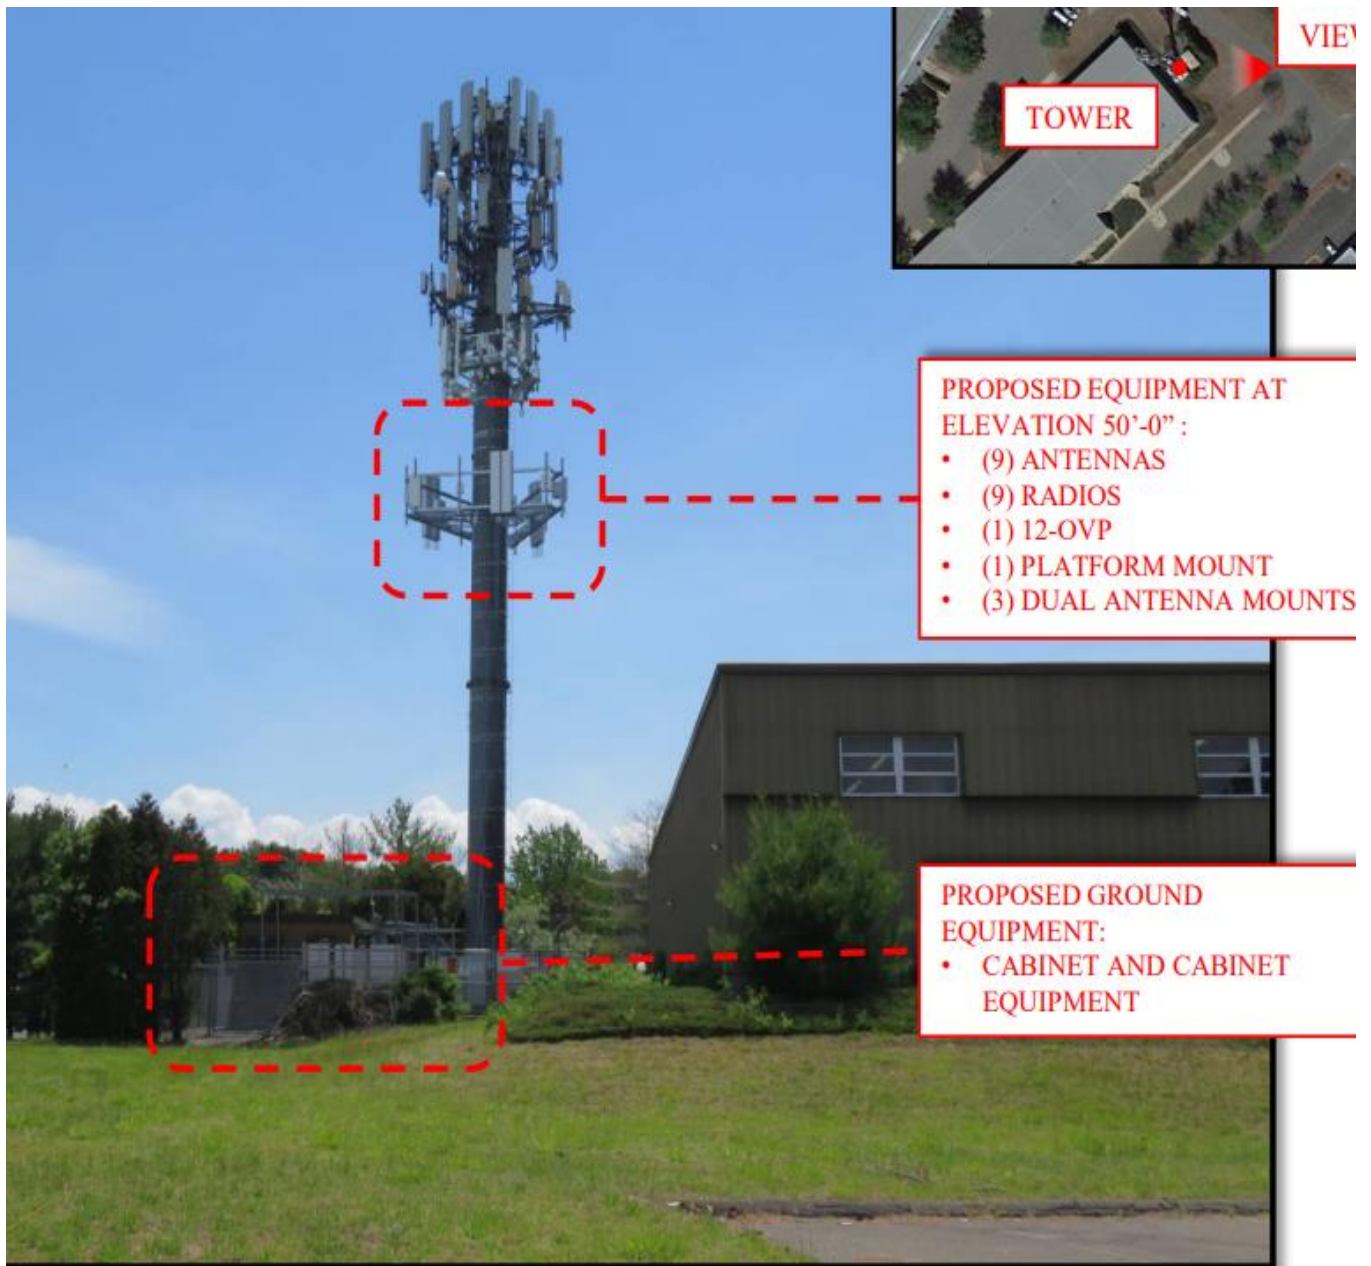 VIEW
TOWER
PROPOSED EQUIPMENT AT
ELEVATION 50’-0” :
• (9) ANTENNAS
• (9) RADIOS
• (1) 12-OVP
• (1) PLATFORM MOUNT
• (3) DUAL ANTENNA MOUNTS
PROPOSED GROUND
EQUIPMENT:
• CABINET AND CABINET
EQUIPMENT